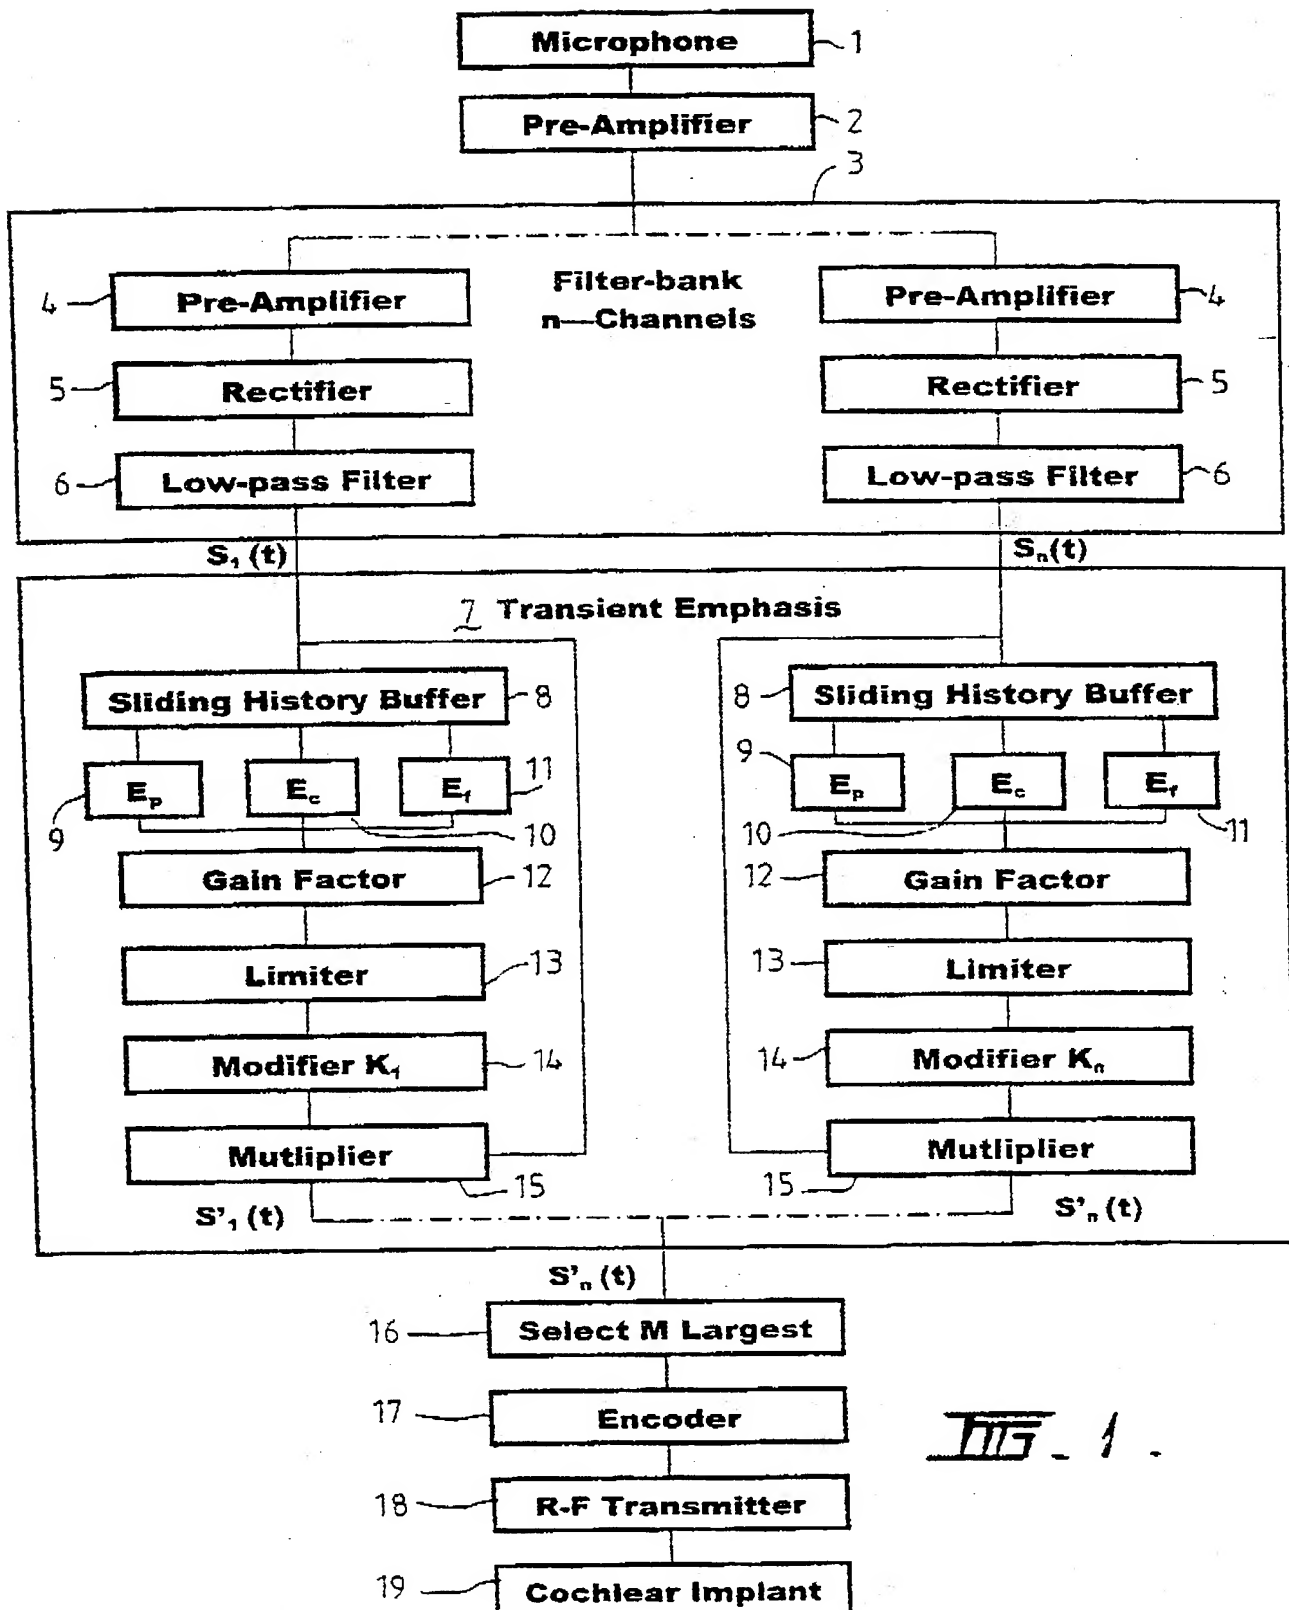 Microphone 1
Pre-Amplifier 2
3
4 Pre-Amplifier Filter-bank Pre-Amplifier 4
n—Channels
5 Rectifier Rectifier 5
6 Low-pass Filter Low-pass Filter 6
S₁ (t) Sₙ(t)
7 Transient Emphasis
Sliding History Buffer 8 8 Sliding History Buffer
9 Eₚ E꜀ 10 E_f 11 9 Eₚ 10 E꜀ E_f 11
Gain Factor 12 12 Gain Factor
Limiter 13 13 Limiter
Modifier K₁ 14 14 Modifier Kₙ
Mutliplier 15 15 Mutliplier
S'₁ (t) S'ₙ (t)
S'ₙ (t)
16 Select M Largest
17 Encoder
18 R-F Transmitter
19 Cochlear Implant
FIG - 1.